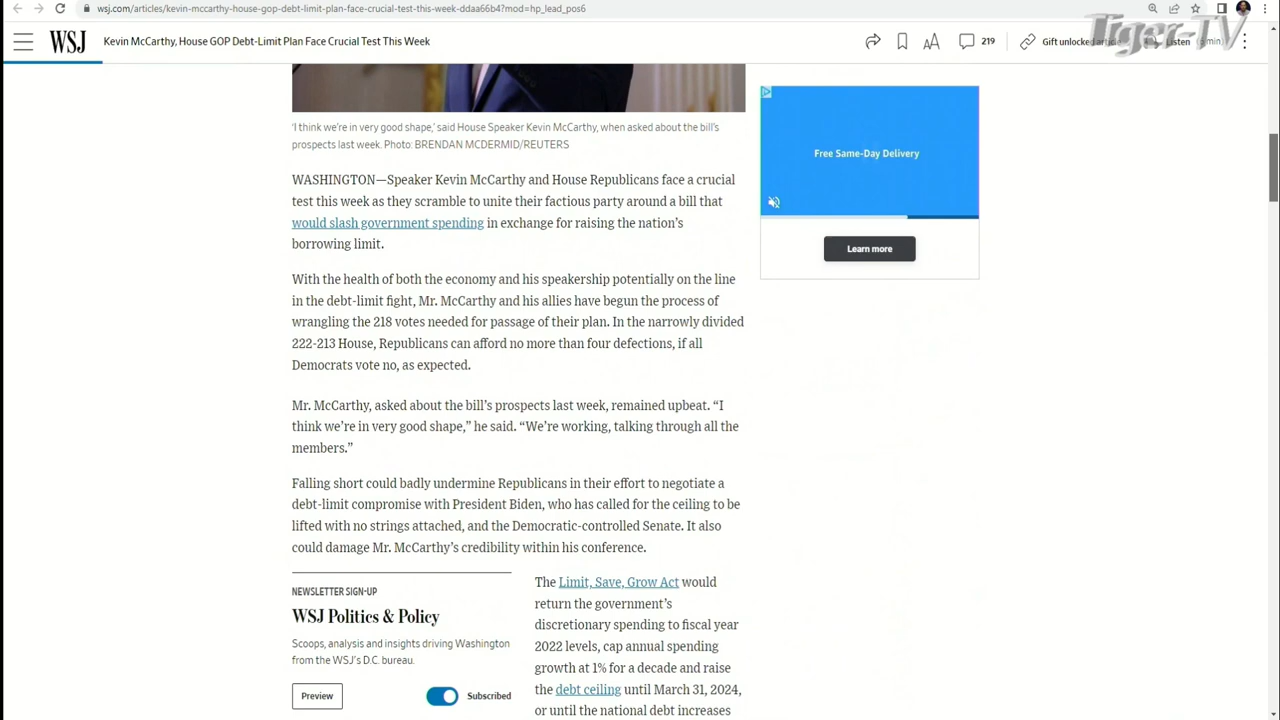 wsj.com/articles/kevin-mccarthy-house-gop-debt-limit-plan-face-crucial-test-this-week-ddaa66b4?mod=hp_lead_pos6
Tiger-TV
WSJ
Kevin McCarthy, House GOP Debt-Limit Plan Face Crucial Test This Week
219
Gift unlocked article
Listen
min)
'I think we're in very good shape,' said House Speaker Kevin McCarthy, when asked about the bill's
prospects last week. Photo: BRENDAN MCDERMID/REUTERS
WASHINGTON—Speaker Kevin McCarthy and House Republicans face a crucial
test this week as they scramble to unite their factious party around a bill that
would slash government spending in exchange for raising the nation's
borrowing limit.
With the health of both the economy and his speakership potentially on the line
in the debt-limit fight, Mr. McCarthy and his allies have begun the process of
wrangling the 218 votes needed for passage of their plan. In the narrowly divided
222-213 House, Republicans can afford no more than four defections, if all
Democrats vote no, as expected.
Mr. McCarthy, asked about the bill's prospects last week, remained upbeat. “I
think we're in very good shape,” he said. “We're working, talking through all the
members.”
Falling short could badly undermine Republicans in their effort to negotiate a
debt-limit compromise with President Biden, who has called for the ceiling to be
lifted with no strings attached, and the Democratic-controlled Senate. It also
could damage Mr. McCarthy's credibility within his conference.
NEWSLETTER SIGN-UP
WSJ Politics & Policy
Scoops, analysis and insights driving Washington
from the WSJ's D.C. bureau.
Preview
Subscribed
The Limit, Save, Grow Act would
return the government's
discretionary spending to fiscal year
2022 levels, cap annual spending
growth at 1% for a decade and raise
the debt ceiling until March 31, 2024,
or until the national debt increases
Free Same-Day Delivery
Learn more